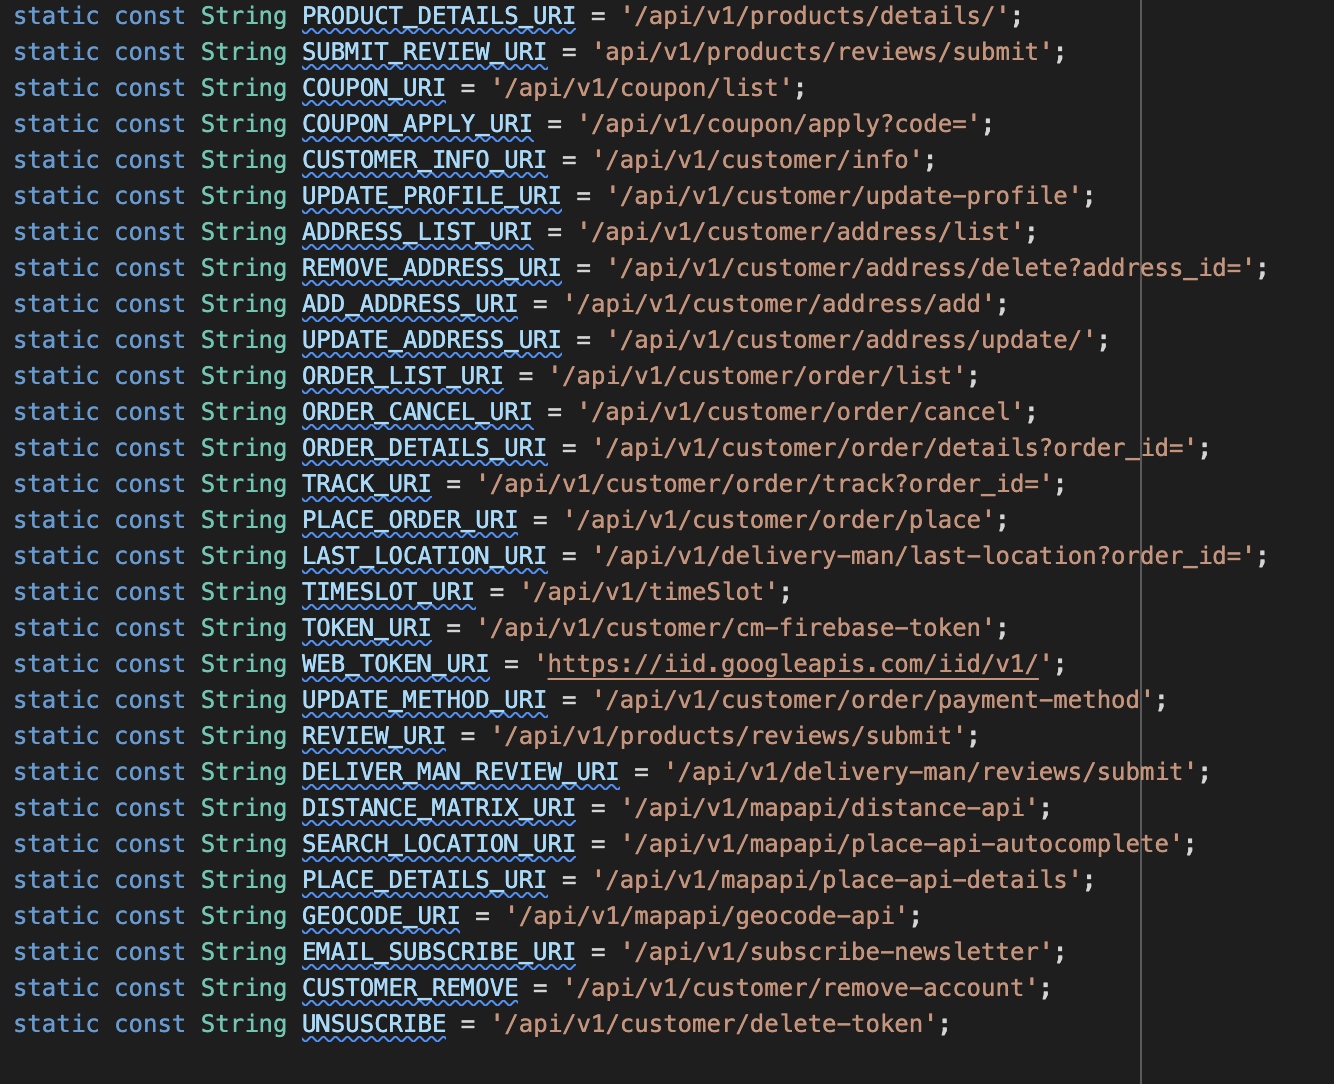 static const String PRODUCT_DETAILS_URI = '/api/v1/products/details/';
static const String SUBMIT_REVIEW_URI = 'api/v1/products/reviews/submit';
static const String COUPON_URI = '/api/v1/coupon/list';
static const String COUPON_APPLY_URI = '/api/v1/coupon/apply?code=';
static const String CUSTOMER_INFO_URI = '/api/v1/customer/info';
static const String UPDATE_PROFILE_URI = '/api/v1/customer/update-profile';
static const String ADDRESS_LIST_URI = '/api/v1/customer/address/list';
static const String REMOVE_ADDRESS_URI = '/api/v1/customer/address/delete?address_id=';
static const String ADD_ADDRESS_URI = '/api/v1/customer/address/add';
static const String UPDATE_ADDRESS_URI = '/api/v1/customer/address/update/';
static const String ORDER_LIST_URI = '/api/v1/customer/order/list';
static const String ORDER_CANCEL_URI = '/api/v1/customer/order/cancel';
static const String ORDER_DETAILS_URI = '/api/v1/customer/order/details?order_id=';
static const String TRACK_URI = '/api/v1/customer/order/track?order_id=';
static const String PLACE_ORDER_URI = '/api/v1/customer/order/place';
static const String LAST_LOCATION_URI = '/api/v1/delivery-man/last-location?order_id=';
static const String TIMESLOT_URI = '/api/v1/timeSlot';
static const String TOKEN_URI = '/api/v1/customer/cm-firebase-token';
static const String WEB_TOKEN_URI = 'https://iid.googleapis.com/iid/v1/';
static const String UPDATE_METHOD_URI = '/api/v1/customer/order/payment-method';
static const String REVIEW_URI = '/api/v1/products/reviews/submit';
static const String DELIVER_MAN_REVIEW_URI = '/api/v1/delivery-man/reviews/submit';
static const String DISTANCE_MATRIX_URI = '/api/v1/mapapi/distance-api';
static const String SEARCH_LOCATION_URI = '/api/v1/mapapi/place-api-autocomplete';
static const String PLACE_DETAILS_URI = '/api/v1/mapapi/place-api-details';
static const String GEOCODE_URI = '/api/v1/mapapi/geocode-api';
static const String EMAIL_SUBSCRIBE_URI = '/api/v1/subscribe-newsletter';
static const String CUSTOMER_REMOVE = '/api/v1/customer/remove-account';
static const String UNSUSCRIBE = '/api/v1/customer/delete-token';